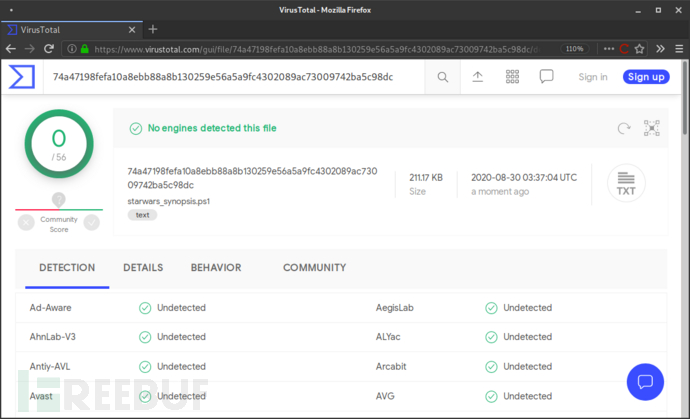 VirusTotal - Mozilla Firefox
VirusTotal
https://www.virustotal.com/gui/file/74a47198fefa10a8ebb88a8b130259e56a5a9fc4302089ac73009742ba5c98dc/d
110%
74a47198fefa10a8ebb88a8b130259e56a5a9fc4302089ac73009742ba5c98dc
Sign in
Sign up
0
/ 56
Community
Score
No engines detected this file
74a47198fefa10a8ebb88a8b130259e56a5a9fc4302089ac730
09742ba5c98dc
starwars_synopsis.ps1
text
211.17 KB
Size
2020-08-30 03:37:04 UTC
a moment ago
TXT
DETECTION
DETAILS
BEHAVIOR
COMMUNITY
Ad-Aware
Undetected
AegisLab
Undetected
AhnLab-V3
Undetected
ALYac
Undetected
Antiy-AVL
Undetected
Arcabit
Undetected
Avast
Undetected
AVG
Undetected
FREEBUF